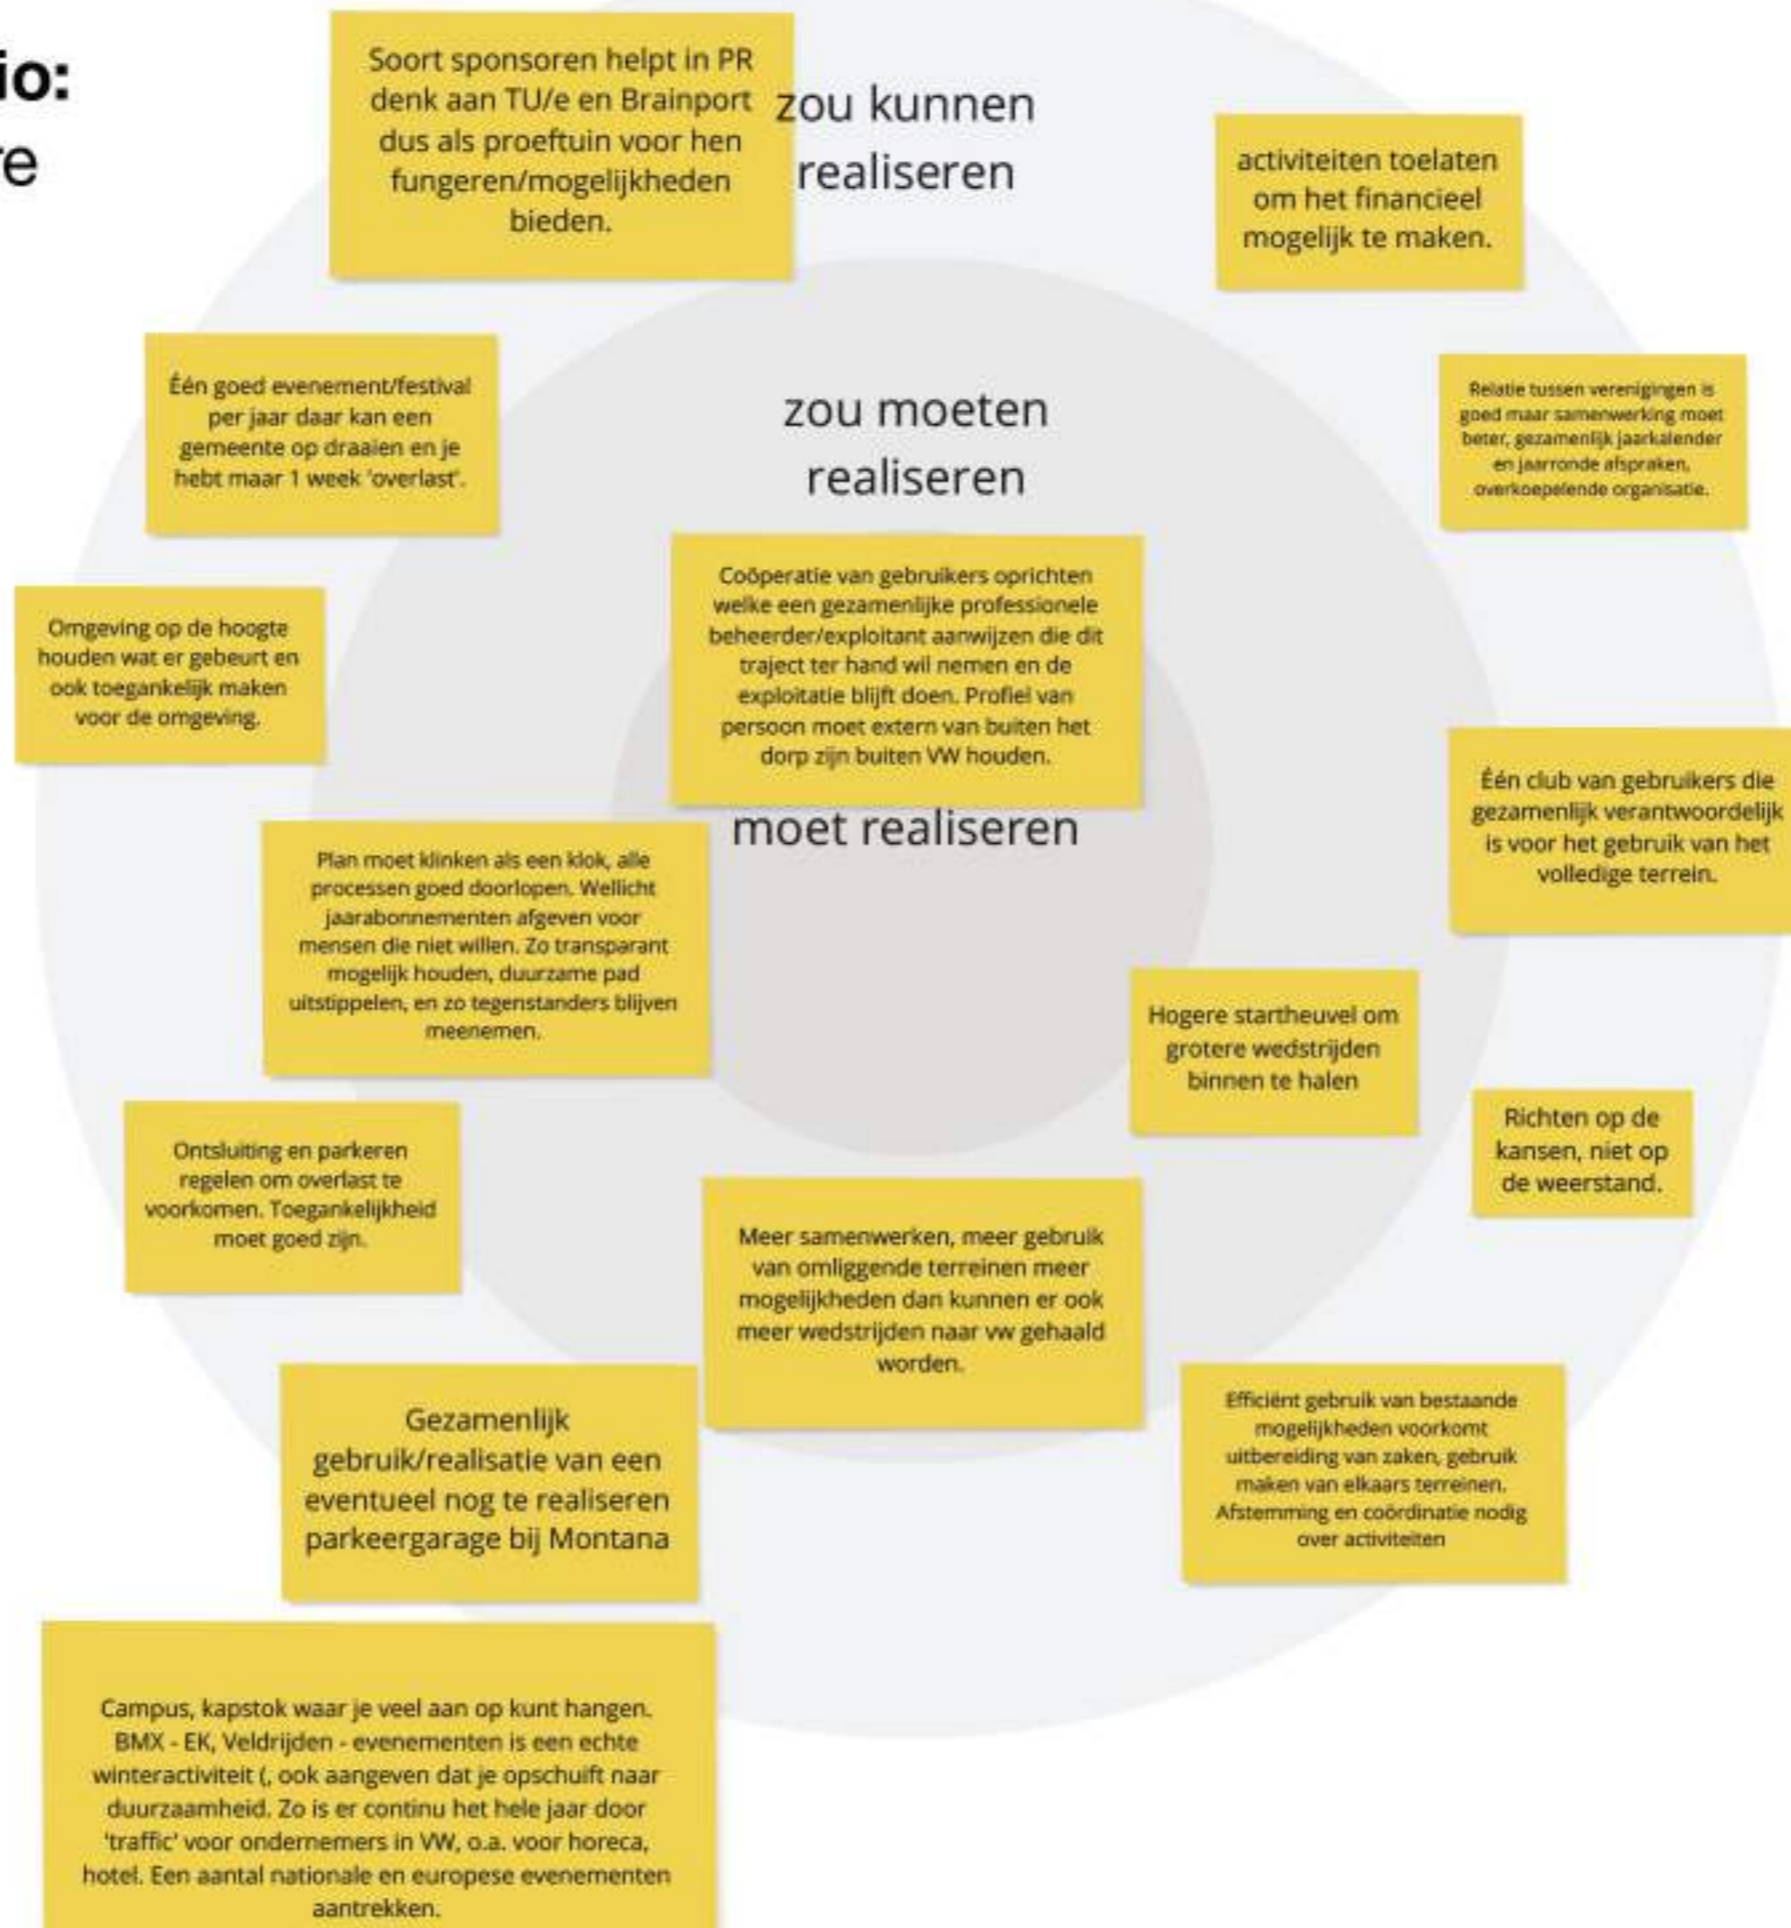 io:
re
Soort sponsoren helpt in PR
denk aan TU/e en Brainport
dus als proeftuin voor hen
fungeren/mogelijkheden
bieden.
zou kunnen
realiseren
activiteiten toelaten
om het financieel
mogelijk te maken.
Één goed evenement/festival
per jaar daar kan een
gemeente op draaien en je
hebt maar 1 week 'overlast'.
zou moeten
realiseren
Relatie tussen verenigingen is
goed maar samenwerking moet
beter, gezamenlijk jaarkalender
en jaarronde afspraken,
overkoepelende organisatie.
Omgeving op de hoogte
houden wat er gebeurt en
ook toegankelijk maken
voor de omgeving.
Coöperatie van gebruikers oprichten
welke een gezamenlijke professionele
beheerder/exploitant aanwijzen die dit
traject ter hand wil nemen en de
exploitatie blijft doen. Profiel van
persoon moet extern van buiten het
dorp zijn buiten VW houden.
moet realiseren
Één club van gebruikers die
gezamenlijk verantwoordelijk
is voor het gebruik van het
volledige terrein.
Plan moet klinken als een klok, alle
processen goed doorlopen. Wellicht
jaarabonnementen afgeven voor
mensen die niet willen. Zo transparant
mogelijk houden, duurzame pad
uitstippelen, en zo tegenstanders blijven
meenemen.
Hogere startheuvel om
grotere wedstrijden
binnen te halen
Richten op de
kansen, niet op
de weerstand.
Ontsluiting en parkeren
regelen om overlast te
voorkomen. Toegankelijkheid
moet goed zijn.
Meer samenwerken, meer gebruik
van omliggende terreinen meer
mogelijkheden dan kunnen er ook
meer wedstrijden naar vw gehaald
worden.
Gezamenlijk
gebruik/realisatie van een
eventueel nog te realiseren
parkeergarage bij Montana
Efficiënt gebruik van bestaande
mogelijkheden voorkomt
uitbereiding van zaken, gebruik
maken van elkaars terreinen.
Afstemming en coördinatie nodig
over activiteiten
Campus, kapstok waar je veel aan op kunt hangen.
BMX - EK, Veldrijden - evenementen is een echte
winteractiviteit (, ook aangeven dat je opschuift naar
duurzaamheid. Zo is er continu het hele jaar door
'traffic' voor ondernemers in VW, o.a. voor horeca,
hotel. Een aantal nationale en europese evenementen
aantrekken.